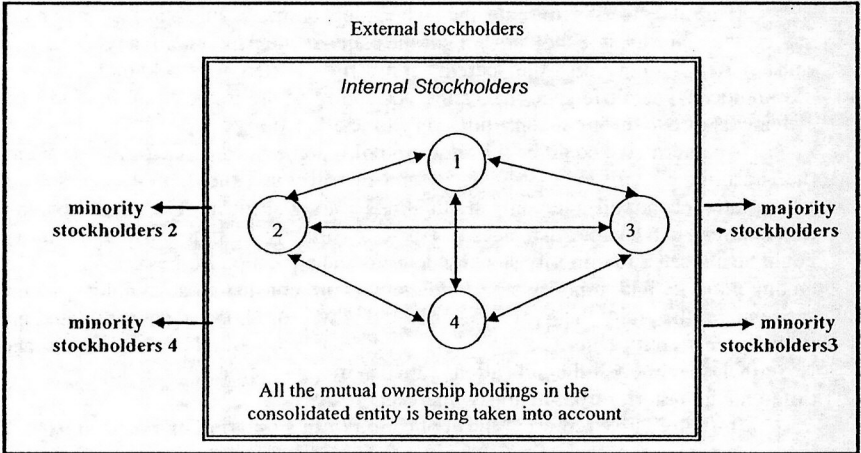 External stockholders
Internal Stockholders
1
minority
stockholders 2
2
3
majority
stockholders
4
minority
stockholders 4
minority
stockholders3
All the mutual ownership holdings in the
consolidated entity is being taken into account